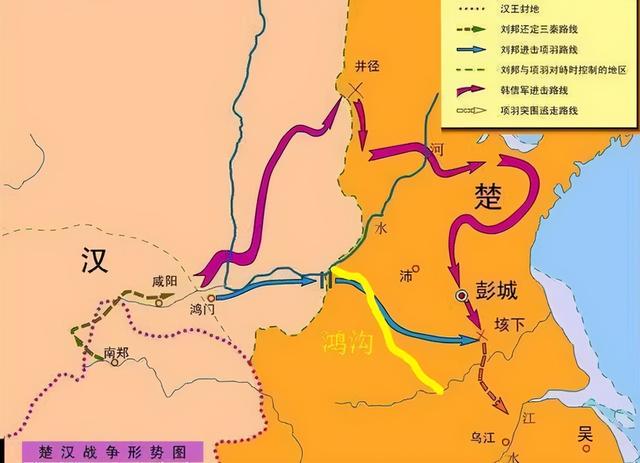 汉王封地
刘邦还定三秦路线
刘邦进击项羽路线
刘邦与项羽对峙时控制的地区
韩信军进击路线
项羽突围逃走路线
井径
河
水
楚
汉
咸阳
鸿门
沛
彭城
垓下
鸿沟
南郑
乌江
江
水
吴
楚汉战争形势图